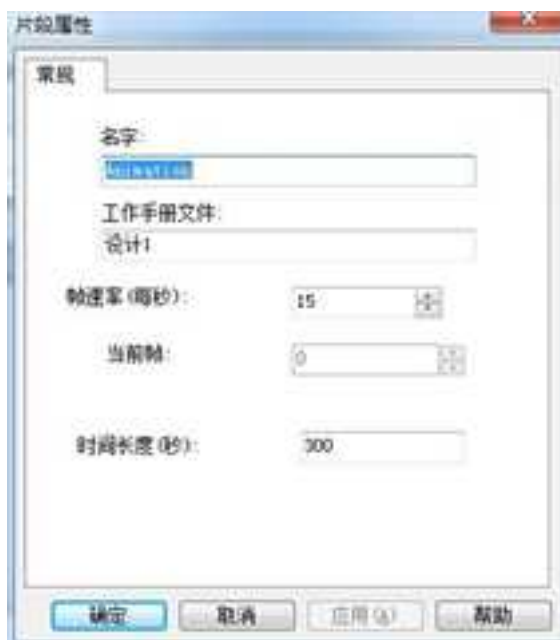 片段属性
常规
名字:
Animation
工作手册文件:
设计1
帧速率(每秒):
15
当前帧:
0
时间长度(秒):
300
确定
取消
应用(A)
帮助